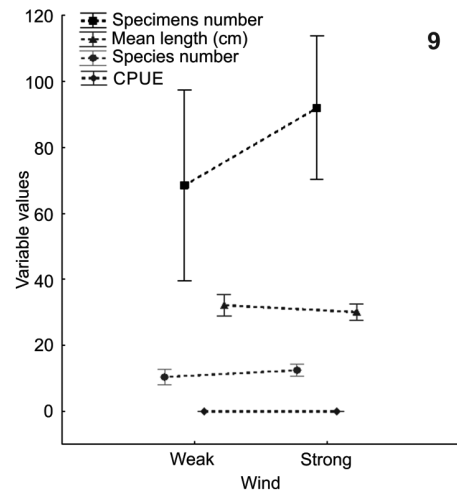 Specimens number
Mean length (cm)
Species number
CPUE
9
120
100
80
60
40
20
0
Variable values
Weak
Strong
Wind